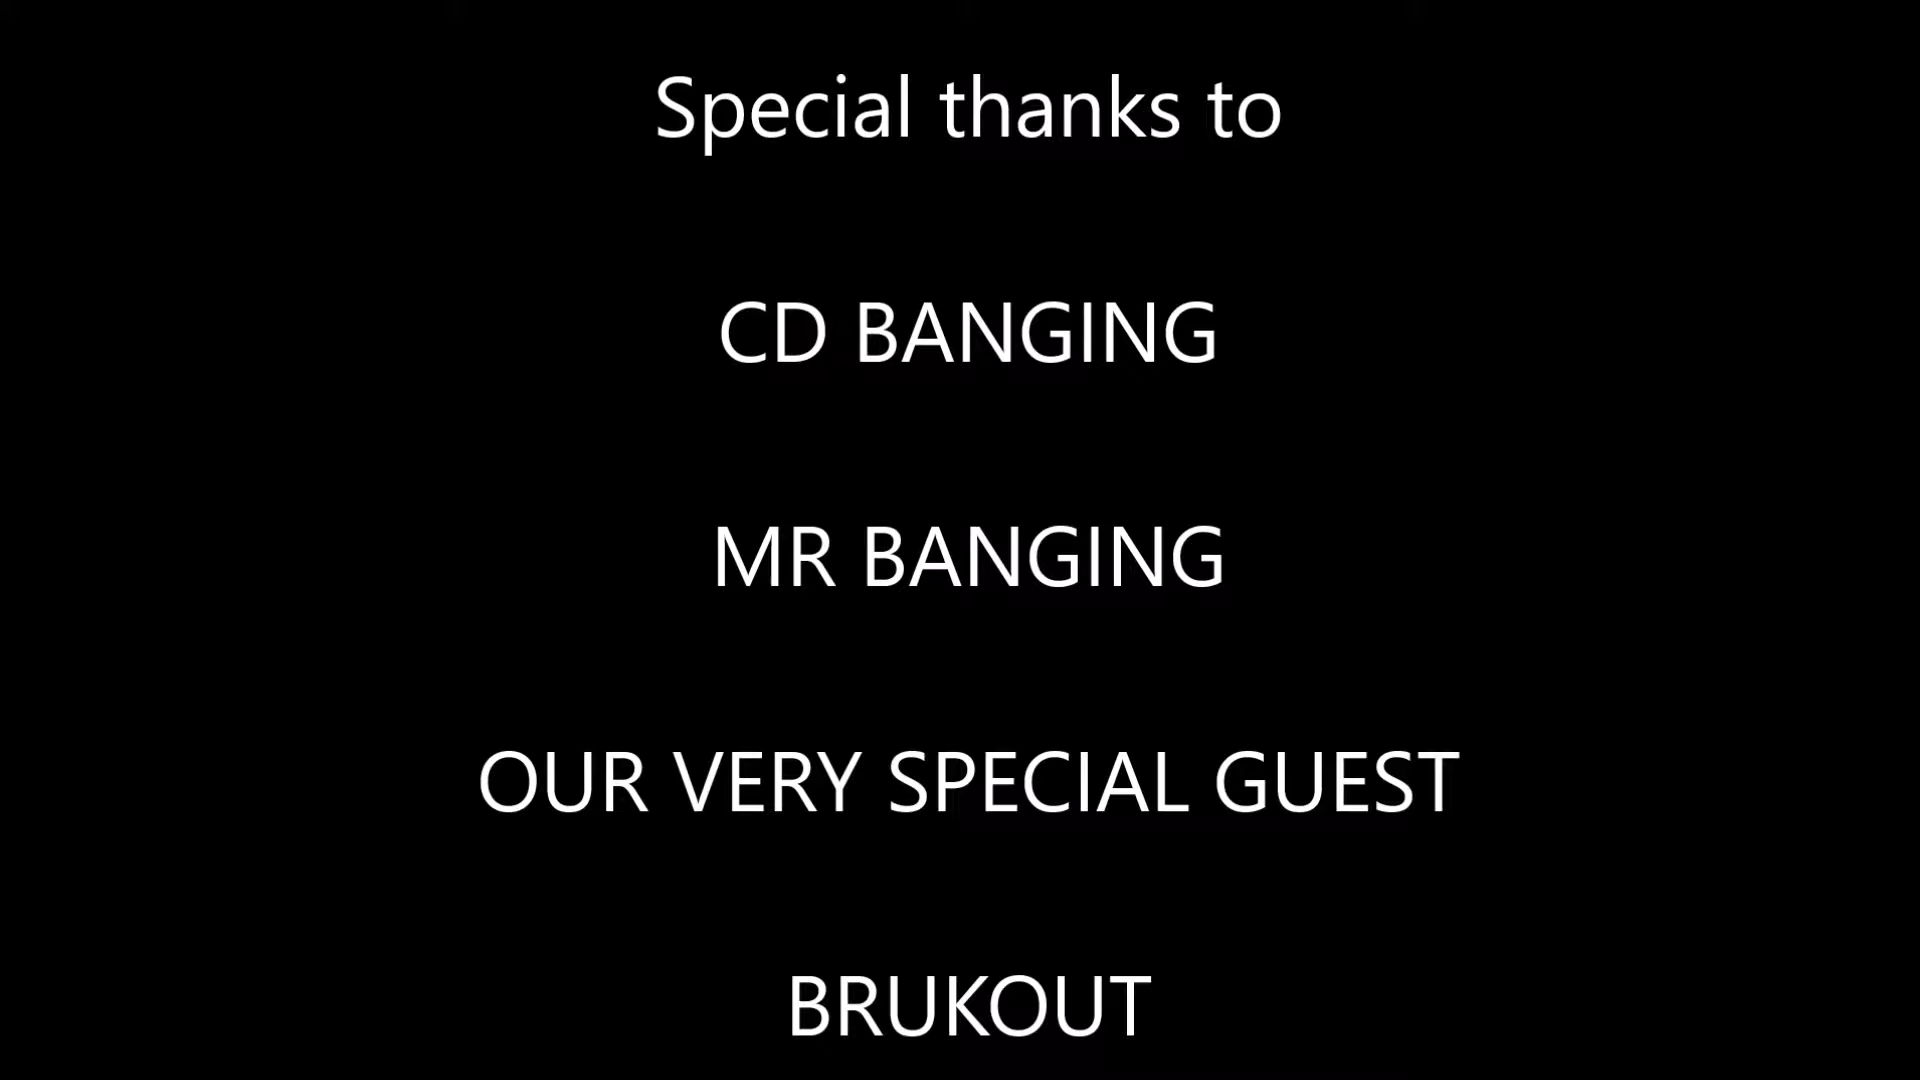 Special thanks to
CD BANGING
MR BANGING
OUR VERY SPECIAL GUEST
BRUKOUT